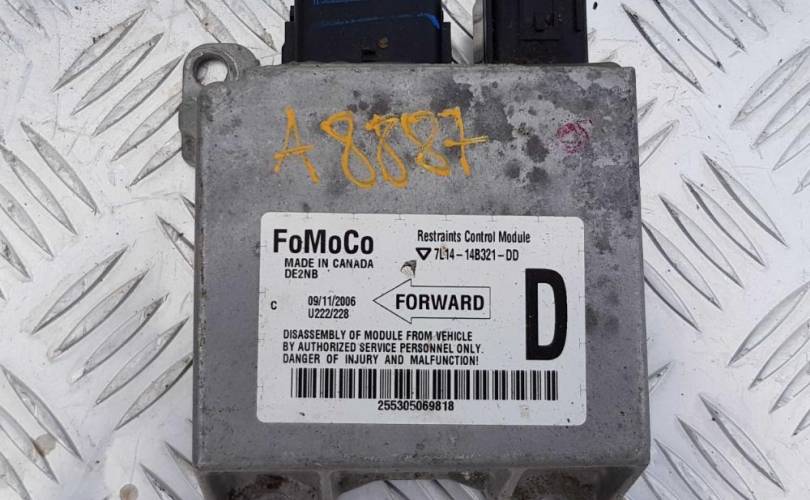 A8887
FoMoCo
MADE IN CANADA
DE2NB
Restraints Control Module
7L14-14B321-DD
C
09/11/2006
U222/228
FORWARD
D
DISASSEMBLY OF MODULE FROM VEHICLE
BY AUTHORIZED SERVICE PERSONNEL ONLY.
DANGER OF INJURY AND MALFUNCTION!
255305069818